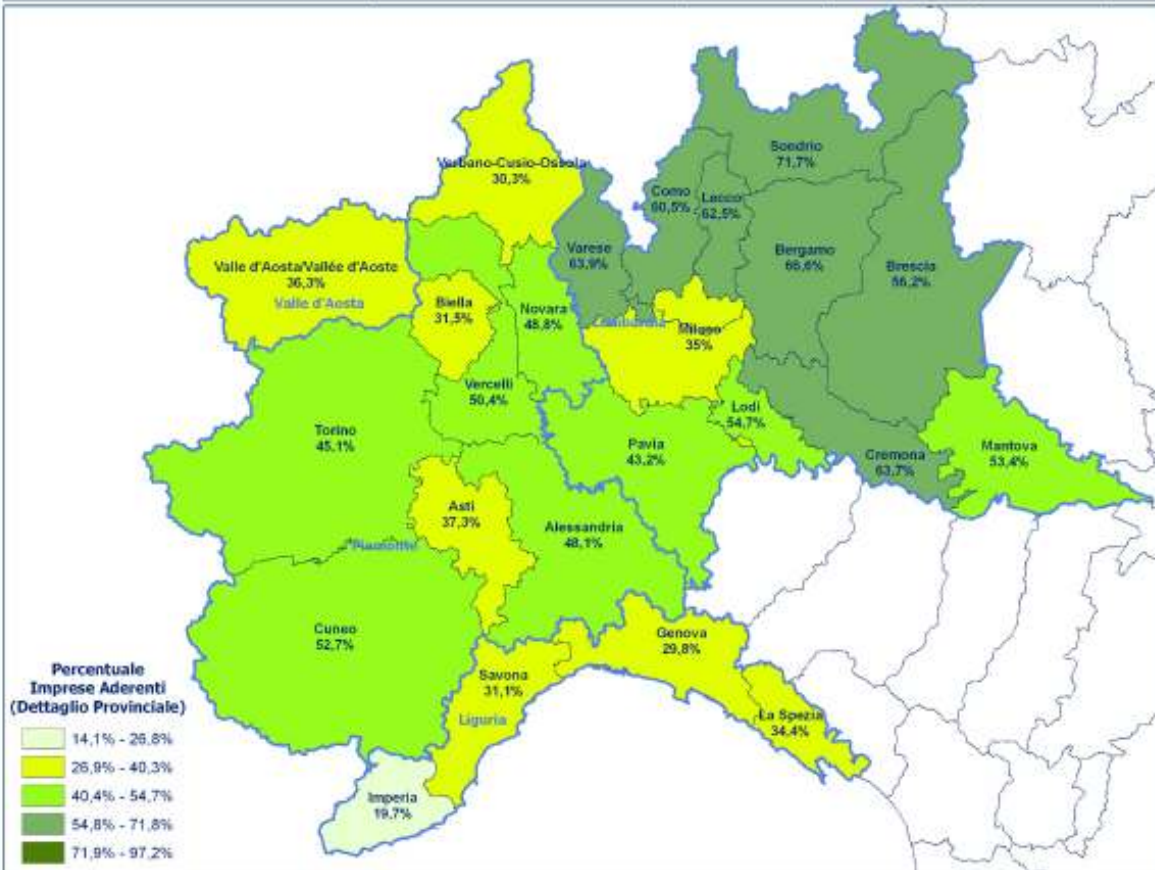 Sondrio
71,7%
Verbano-Cusio-Ossola
30,3%
Como
60,5%
Lecco
62,5%
Varese
63,9%
Bergamo
66,6%
Brescia
56,2%
Valle d'Aosta/Vallée d'Aoste
36,3%
Valle d'Aosta
Biella
31,5%
Novara
48,8%
Lombardia
Milano
35%
Vercelli
50,4%
Lodi
54,7%
Torino
45,1%
Pavia
43,2%
Cremona
63,7%
Mantova
53,4%
Asti
37,3%
Alessandria
48,1%
Piemonte
Cuneo
52,7%
Genova
29,8%
Savona
31,1%
Liguria
La Spezia
34,4%
Imperia
19,7%
Percentuale
Imprese Aderenti
(Dettaglio Provinciale)
14,1% - 26,8%
26,9% - 40,3%
40,4% - 54,7%
54,8% - 71,8%
71,9% - 97,2%